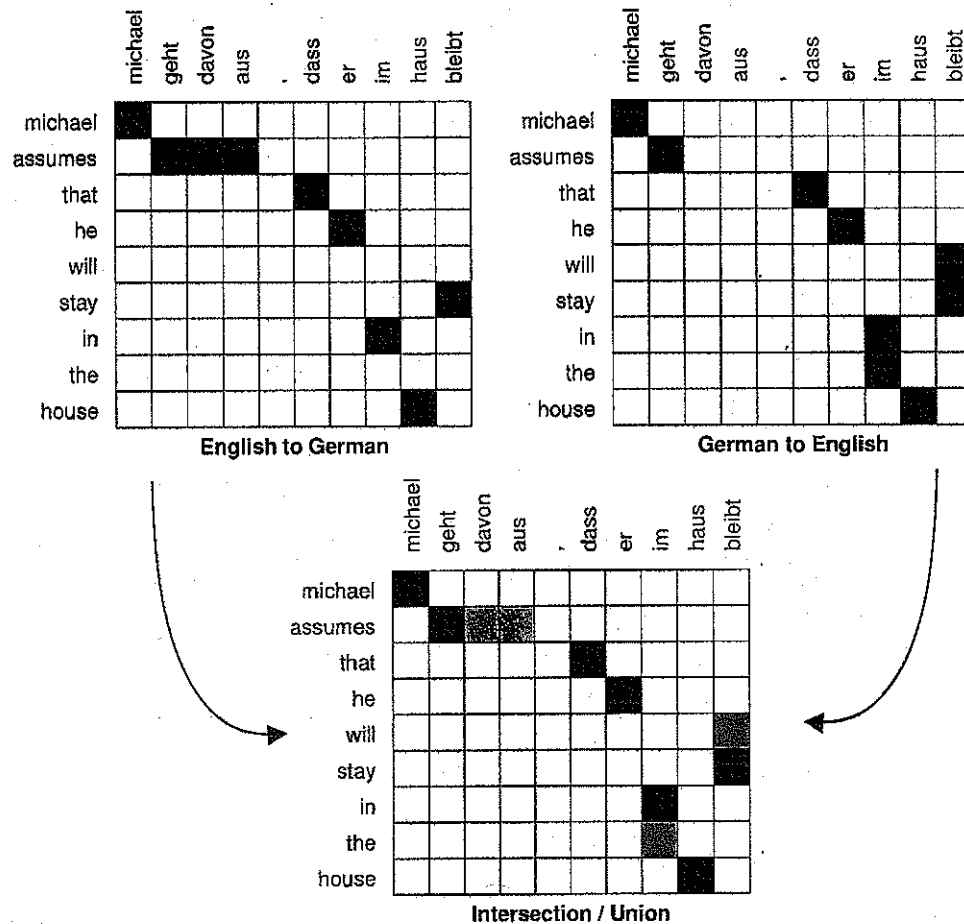 michael geht davon aus , dass er im haus bleibt
michael
assumes
that
he
will
stay
in
the
house
English to German
michael geht davon aus , dass er im haus bleibt
michael
assumes
that
he
will
stay
in
the
house
German to English
michael geht davon aus , dass er im haus bleibt
michael
assumes
that
he
will
stay
in
the
house
Intersection / Union